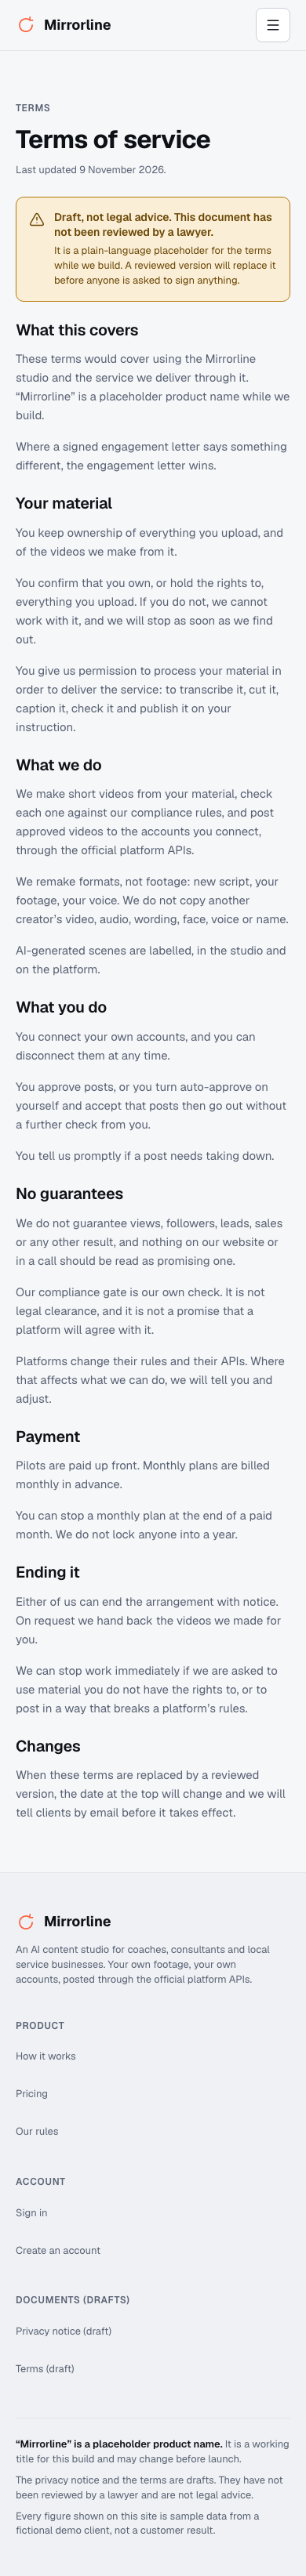 Mirrorline
TERMS
Terms of service
Last updated 9 November 2026.
Draft, not legal advice. This document has
not been reviewed by a lawyer.
It is a plain-language placeholder for the terms
while we build. A reviewed version will replace it
before anyone is asked to sign anything.
What this covers
These terms would cover using the Mirrorline
studio and the service we deliver through it.
“Mirrorline” is a placeholder product name while we
build.
Where a signed engagement letter says something
different, the engagement letter wins.
Your material
You keep ownership of everything you upload, and
of the videos we make from it.
You confirm that you own, or hold the rights to,
everything you upload. If you do not, we cannot
work with it, and we will stop as soon as we find
out.
You give us permission to process your material in
order to deliver the service: to transcribe it, cut it,
caption it, check it and publish it on your
instruction.
What we do
We make short videos from your material, check
each one against our compliance rules, and post
approved videos to the accounts you connect,
through the official platform APIs.
We remake formats, not footage: new script, your
footage, your voice. We do not copy another
creator’s video, audio, wording, face, voice or name.
AI-generated scenes are labelled, in the studio and
on the platform.
What you do
You connect your own accounts, and you can
disconnect them at any time.
You approve posts, or you turn auto-approve on
yourself and accept that posts then go out without
a further check from you.
You tell us promptly if a post needs taking down.
No guarantees
We do not guarantee views, followers, leads, sales
or any other result, and nothing on our website or
in a call should be read as promising one.
Our compliance gate is our own check. It is not
legal clearance, and it is not a promise that a
platform will agree with it.
Platforms change their rules and their APIs. Where
that affects what we can do, we will tell you and
adjust.
Payment
Pilots are paid up front. Monthly plans are billed
monthly in advance.
You can stop a monthly plan at the end of a paid
month. We do not lock anyone into a year.
Ending it
Either of us can end the arrangement with notice.
On request we hand back the videos we made for
you.
We can stop work immediately if we are asked to
use material you do not have the rights to, or to
post in a way that breaks a platform’s rules.
Changes
When these terms are replaced by a reviewed
version, the date at the top will change and we will
tell clients by email before it takes effect.
Mirrorline
An AI content studio for coaches, consultants and local
service businesses. Your own footage, your own
accounts, posted through the official platform APIs.
PRODUCT
How it works
Pricing
Our rules
ACCOUNT
Sign in
Create an account
DOCUMENTS (DRAFTS)
Privacy notice (draft)
Terms (draft)
“Mirrorline” is a placeholder product name. It is a working
title for this build and may change before launch.
The privacy notice and the terms are drafts. They have not
been reviewed by a lawyer and are not legal advice.
Every figure shown on this site is sample data from a
fictional demo client, not a customer result.